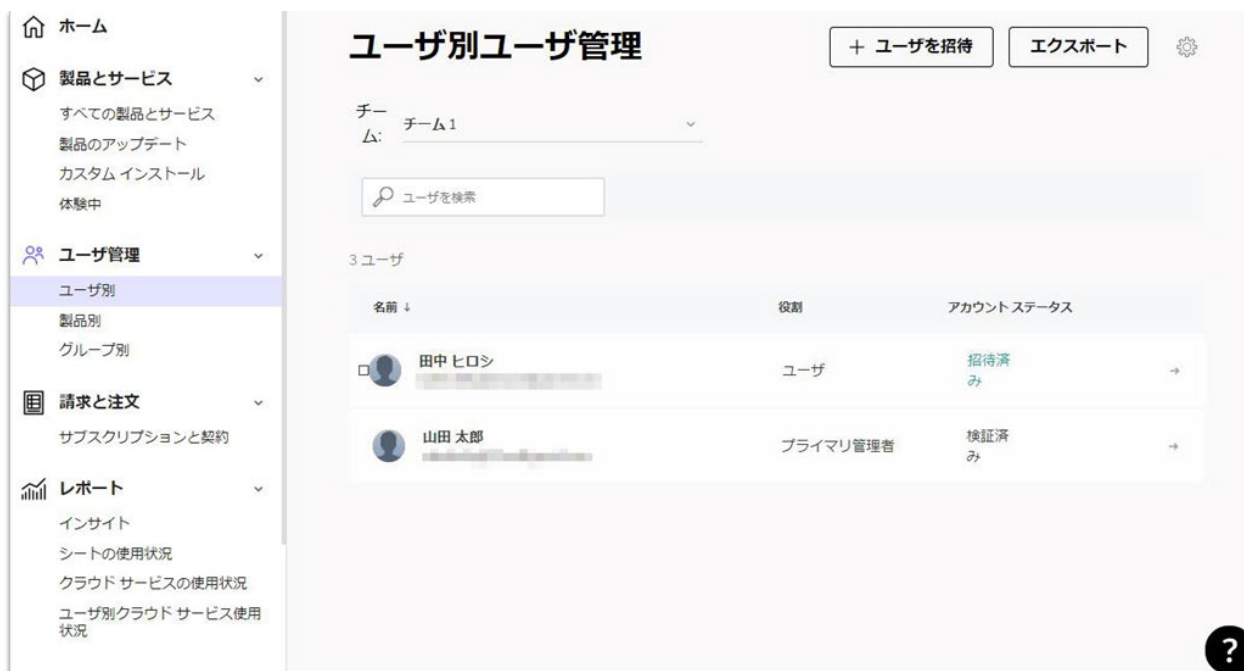 ホーム
製品とサービス
すべての製品とサービス
製品のアップデート
カスタム インストール
体験中
ユーザ管理
ユーザ別
製品別
グループ別
請求と注文
サブスクリプションと契約
レポート
インサイト
シートの使用状況
クラウド サービスの使用状況
ユーザ別クラウド サービス使用
状況
ユーザ別ユーザ管理
+ ユーザを招待
エクスポート
チー
ム:
チーム 1
ユーザを検索
3 ユーザ
名前 ↓
役割
アカウント ステータス
田中 ヒロシ
ユーザ
招待済
み
→
山田 太郎
プライマリ管理者
検証済
み
→
?